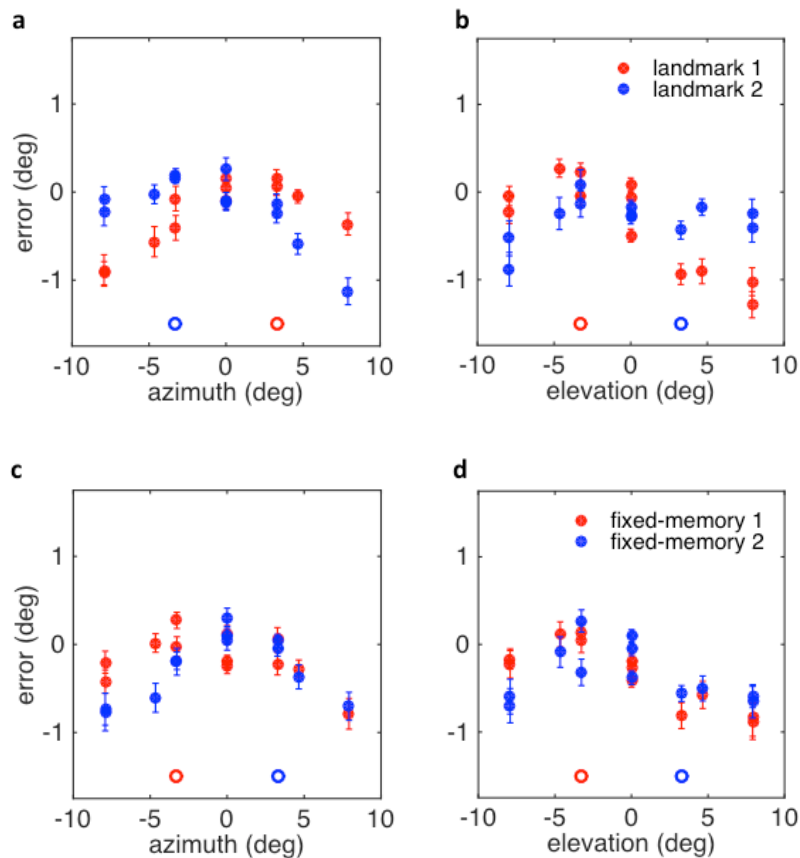 a
b
1
0
-1
error (deg)
-10
-5
0
5
10
azimuth (deg)
landmark 1
landmark 2
1
0
-1
-10
-5
0
5
10
elevation (deg)
c
d
1
0
-1
error (deg)
-10
-5
0
5
10
azimuth (deg)
fixed-memory 1
fixed-memory 2
1
0
-1
-10
-5
0
5
10
elevation (deg)